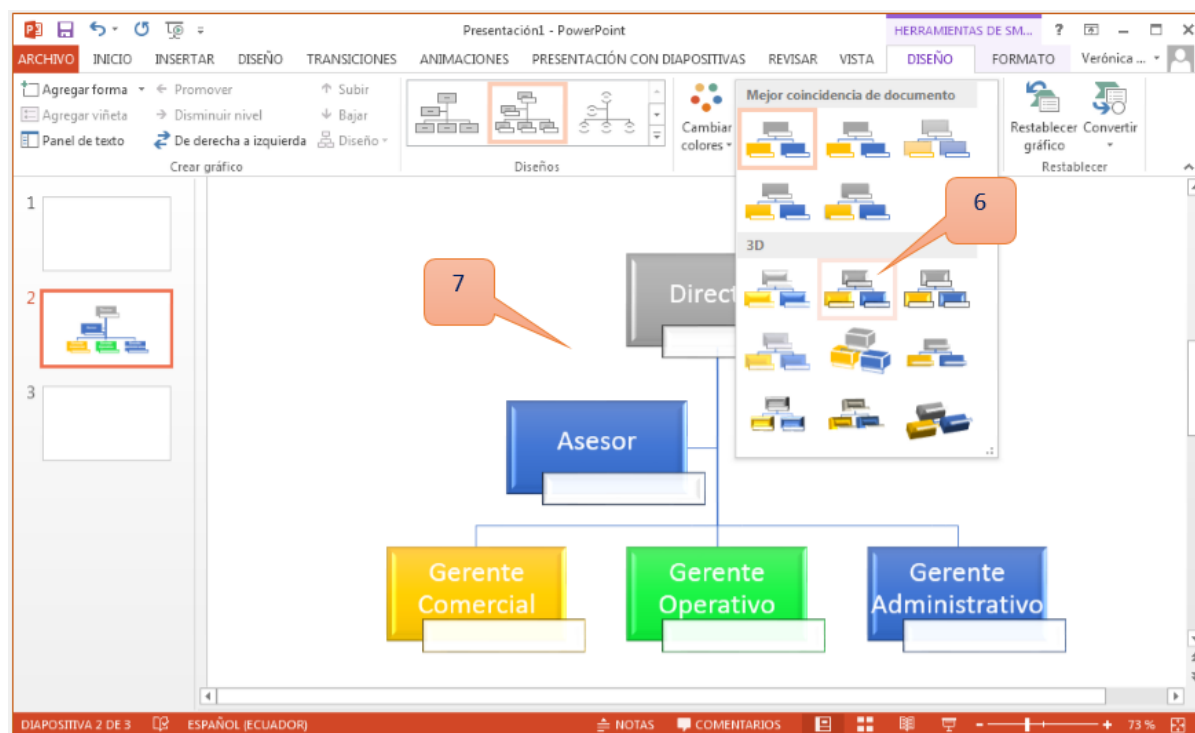 Presentación1 - PowerPoint
HERRAMIENTAS DE SM...
?
ARCHIVO INICIO INSERTAR DISEÑO TRANSICIONES ANIMACIONES PRESENTACIÓN CON DIAPOSITIVAS REVISAR VISTA DISEÑO FORMATO Verónica ...
Agregar forma
Promover
Subir
Agregar viñeta
Disminuir nivel
Bajar
Panel de texto
De derecha a izquierda
Diseño
Crear gráfico
Diseños
Cambiar
colores
Mejor coincidencia de documento
3D
Restablecer
gráfico
Convertir
Restablecer
1
2
3
6
7
Direct
Asesor
Gerente
Comercial
Gerente
Operativo
Gerente
Administrativo
DIAPOSITIVA 2 DE 3
ESPAÑOL (ECUADOR)
NOTAS
COMENTARIOS
73 %